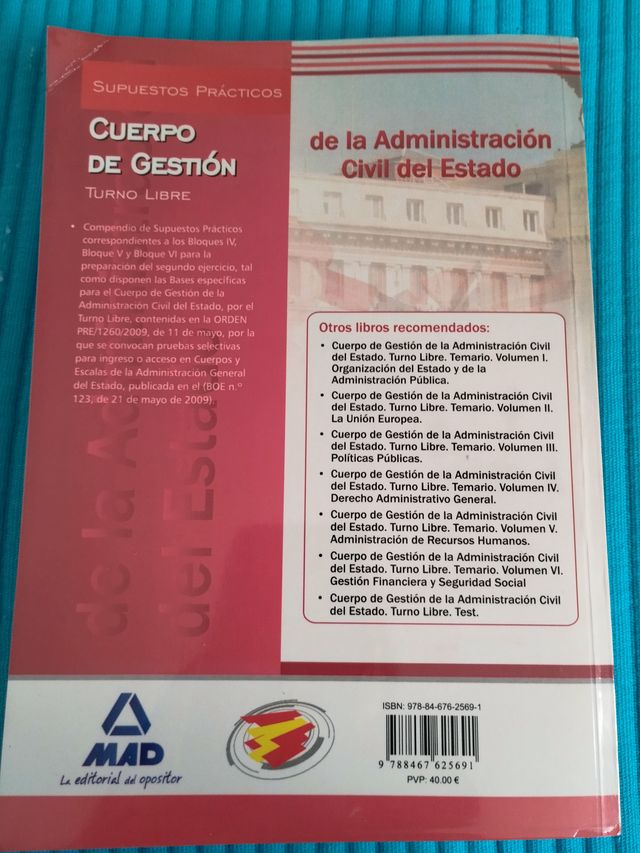 SUPUESTOS PRÁCTICOS
CUERPO
DE GESTIÓN
TURNO LIBRE
• Compendio de Supuestos Prácticos
correspondientes a los Bloques IV,
Bloque V y Bloque VI para la
preparación del segundo ejercicio, tal
como disponen las Bases específicas
para el Cuerpo de Gestión de la
Administración Civil del Estado, por el
Turno Libre, contenidas en la ORDEN
PRE/1260/2009, de 11 de mayo, por la
que se convocan pruebas selectivas
para ingreso o acceso en Cuerpos y
Escalas de la Administración General
del Estado, publicada en el (BOE n.º
123, de 21 de mayo de 2009).
de la Ad
del Esta
de la Administración
Civil del Estado
Otros libros recomendados:
• Cuerpo de Gestión de la Administración Civil
del Estado. Turno Libre. Temario. Volumen I.
Organización del Estado y de la
Administración Pública.
• Cuerpo de Gestión de la Administración Civil
del Estado. Turno Libre. Temario. Volumen II.
La Unión Europea.
• Cuerpo de Gestión de la Administración Civil
del Estado. Turno Libre. Temario. Volumen III.
Políticas Públicas.
• Cuerpo de Gestión de la Administración Civil
del Estado. Turno Libre. Temario. Volumen IV.
Derecho Administrativo General.
• Cuerpo de Gestión de la Administración Civil
del Estado. Turno Libre. Temario. Volumen V.
Administración de Recursos Humanos.
• Cuerpo de Gestión de la Administración Civil
del Estado. Turno Libre. Temario. Volumen VI.
Gestión Financiera y Seguridad Social
• Cuerpo de Gestión de la Administración Civil
del Estado. Turno Libre. Test.
MAD
La editorial del opositor
ISBN: 978-84-676-2569-1
9 788467 625691
PVP: 40.00 €